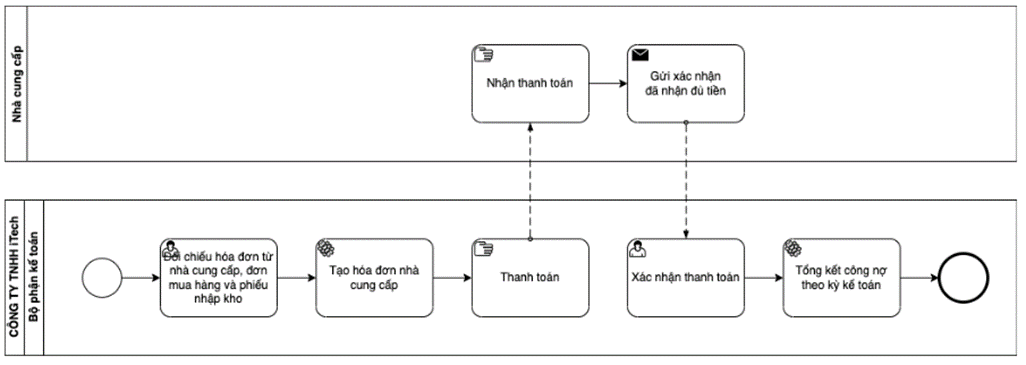 Nhà cung cấp
Nhận thanh toán
Gửi xác nhận
đã nhận đủ tiền
CÔNG TY TNHH iTech
Bộ phận kế toán
Đối chiếu hóa đơn từ
nhà cung cấp, đơn
mua hàng và phiếu
nhập kho
Tạo hóa đơn nhà
cung cấp
Thanh toán
Xác nhận thanh toán
Tổng kết công nợ
theo kỳ kế toán